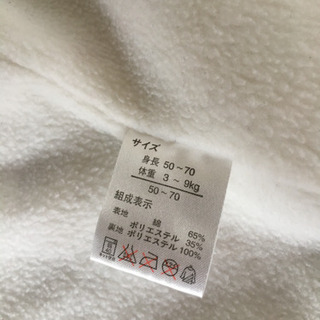 サイズ
身長 50~70
体重 3~9kg
50~70
組成表示
表地 綿 65%
ポリエステル 35%
裏地 ポリエステル 100%